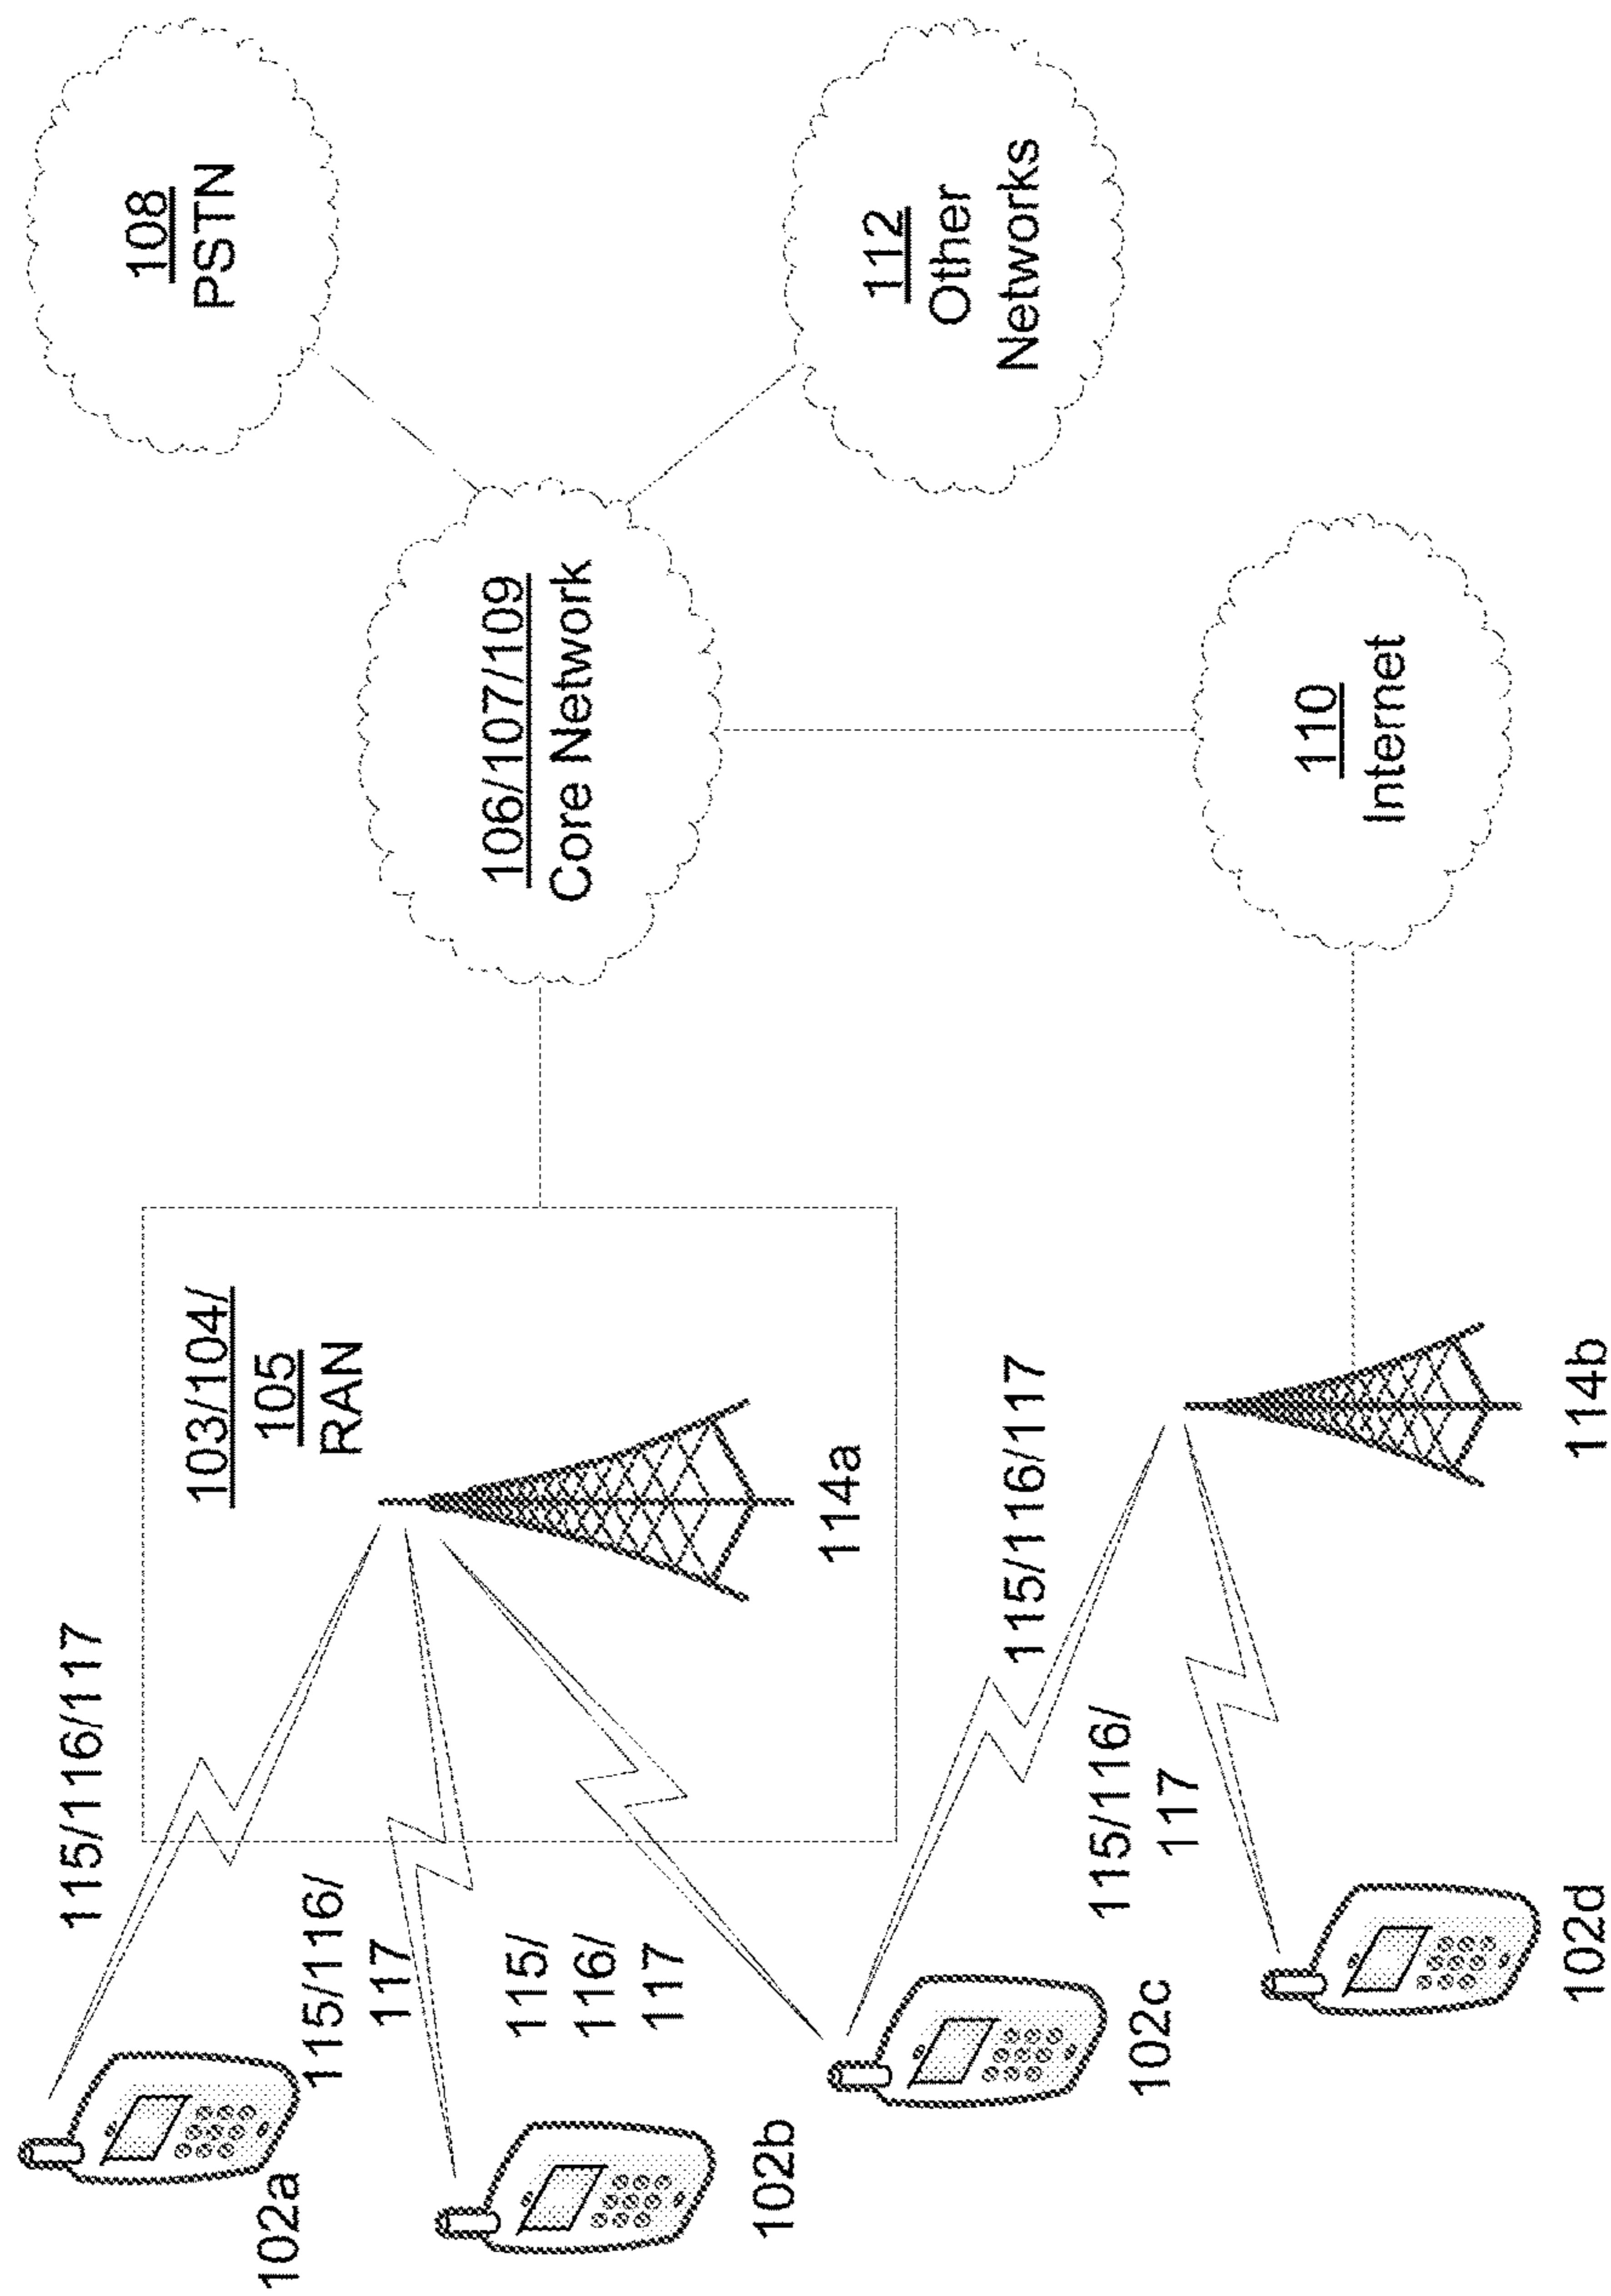 115/116/117
102a
103/104/
105
RAN
115/116/
117
102b
115/
116/
117
114a
106/107/109
Core Network
108
PSTN
112
Other
Networks
102c
115/116/117
115/116/
117
102d
114b
110
Internet